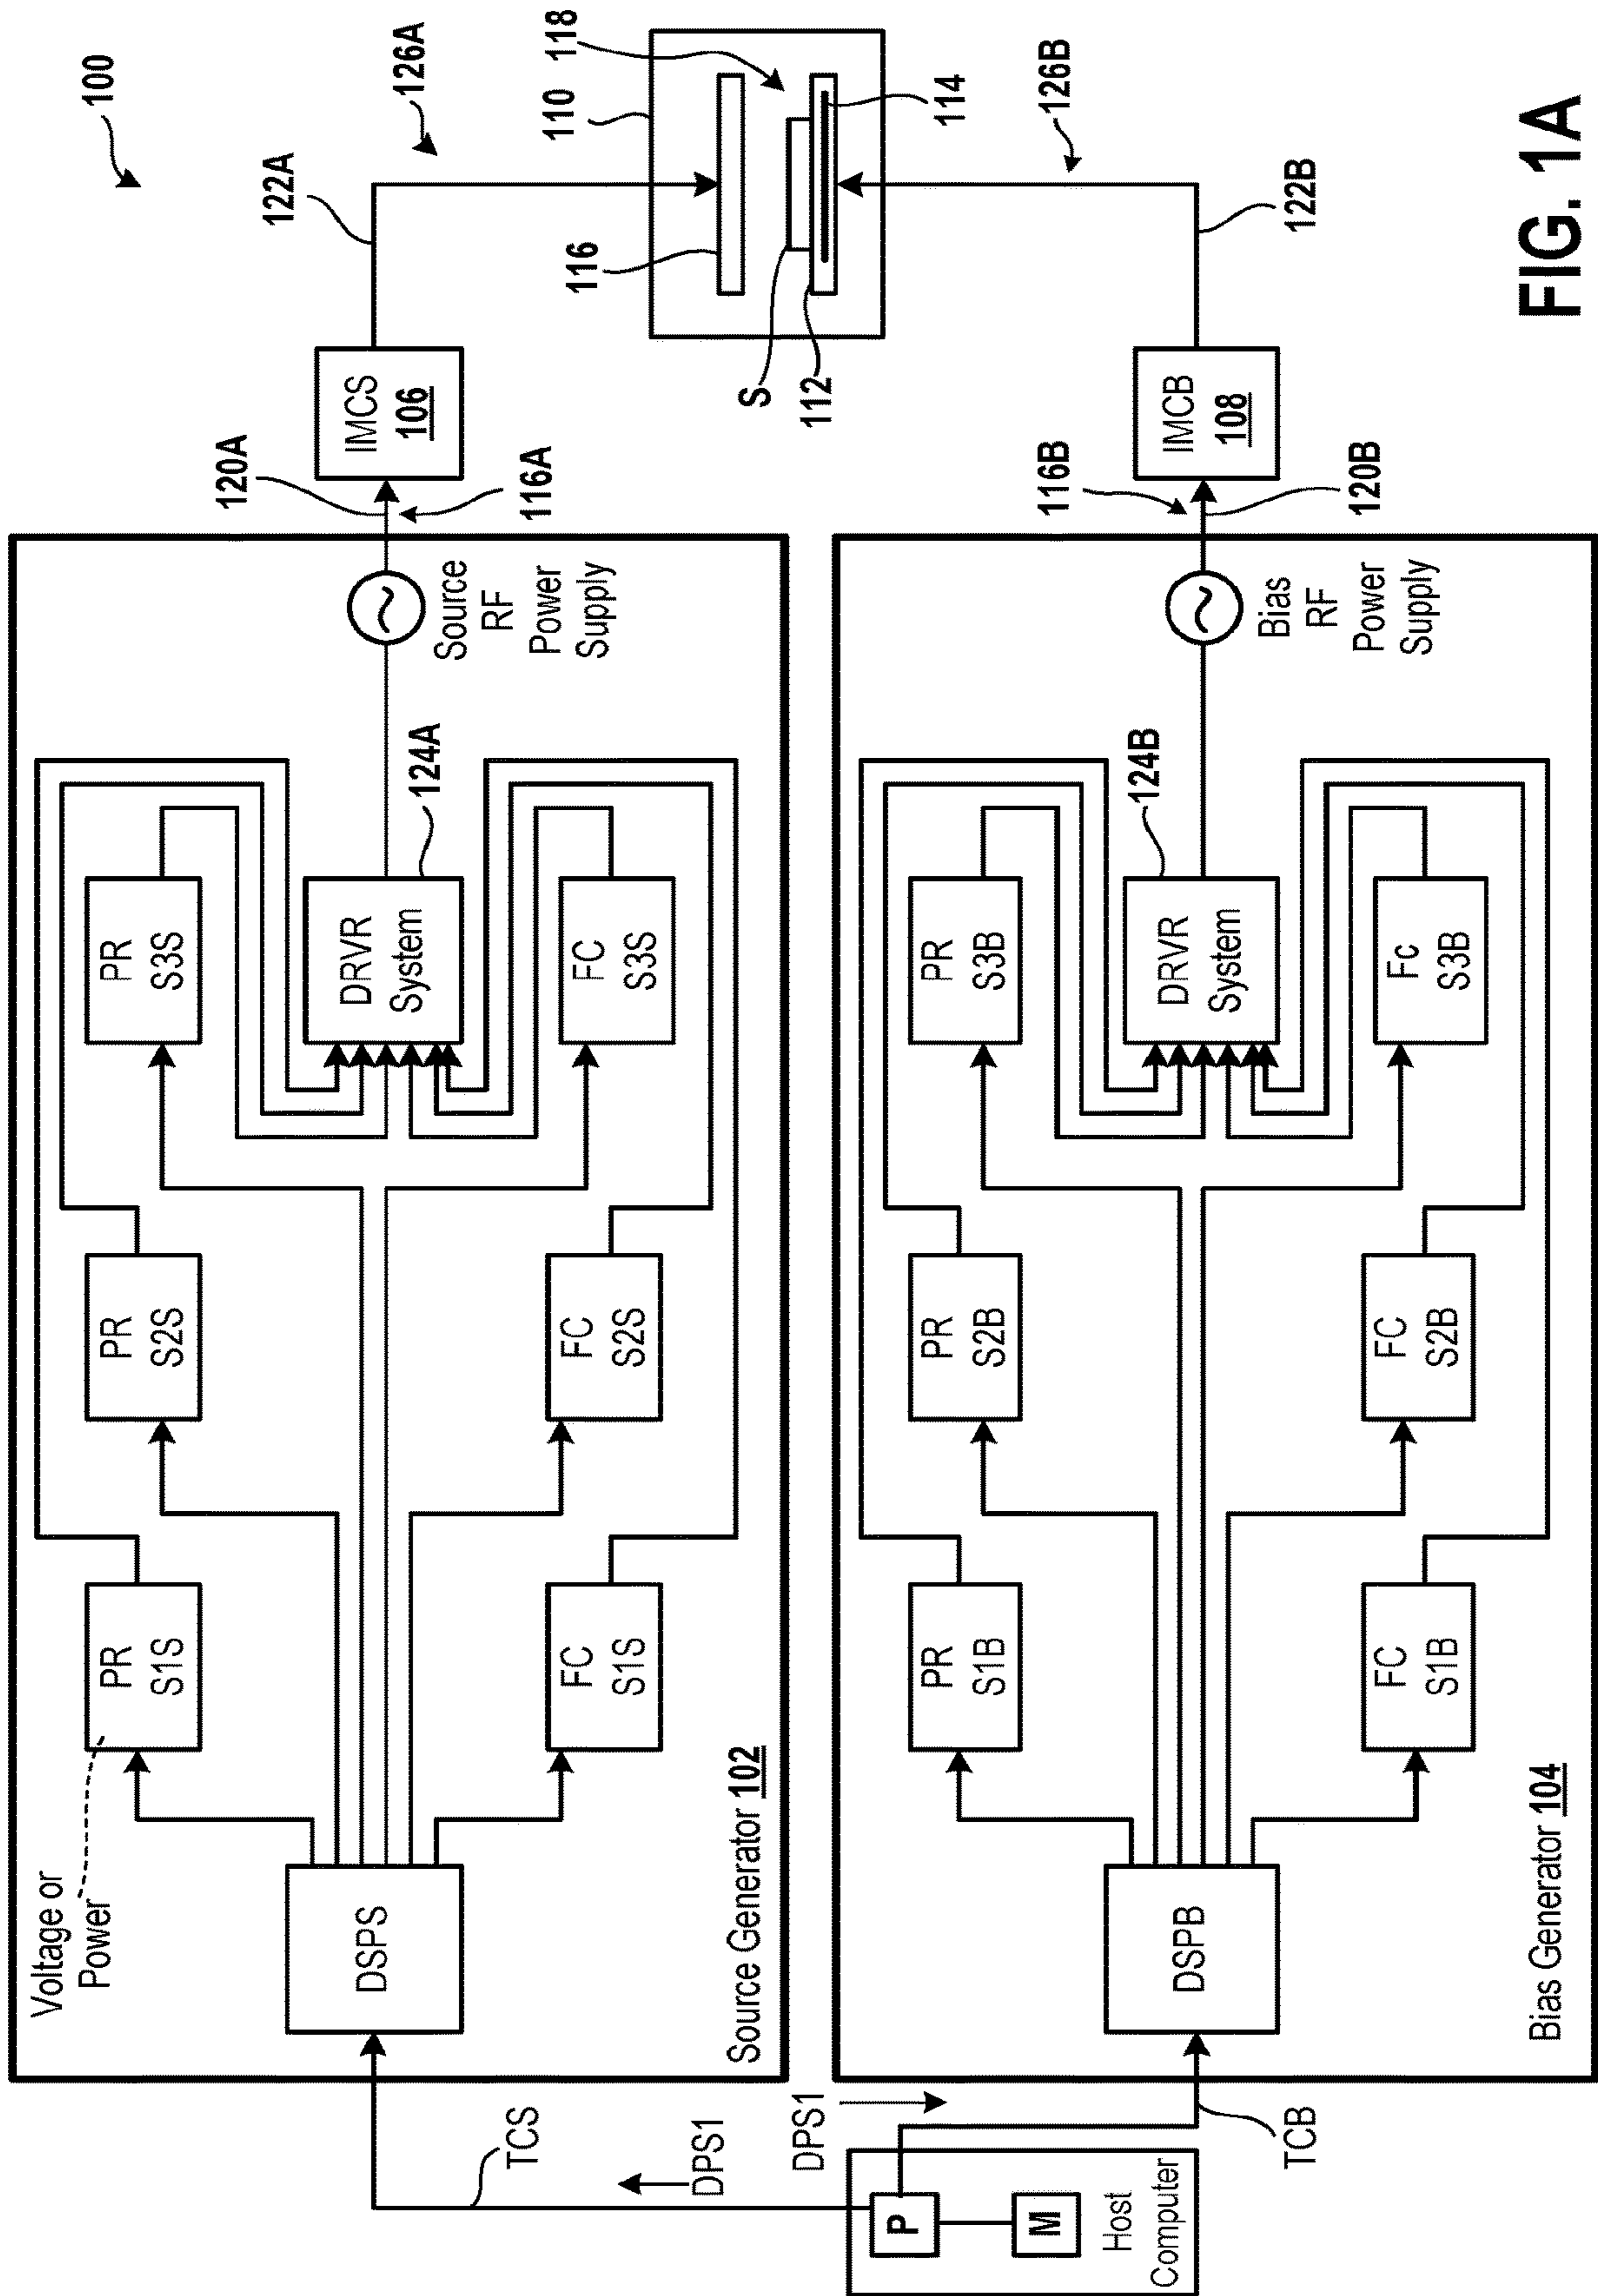 100
126A
122A
118
110
116
S
112
114
126B
122B
IMCS
106
120A
116A
IMCB
108
116B
120B
Source
RF
Power
Supply
Bias
RF
Power
Supply
124A
124B
PR
S3S
DRVR
System
FC
S3S
PR
S3B
DRVR
System
Fc
S3B
PR
S2S
FC
S2S
PR
S2B
FC
S2B
PR
S1S
FC
S1S
PR
S1B
FC
S1B
Voltage or
Power
DSPS
Source Generator 102
DSPB
Bias Generator 104
TCS
DPS1
DPS1
TCB
P
M
Host
Computer
FIG. 1A